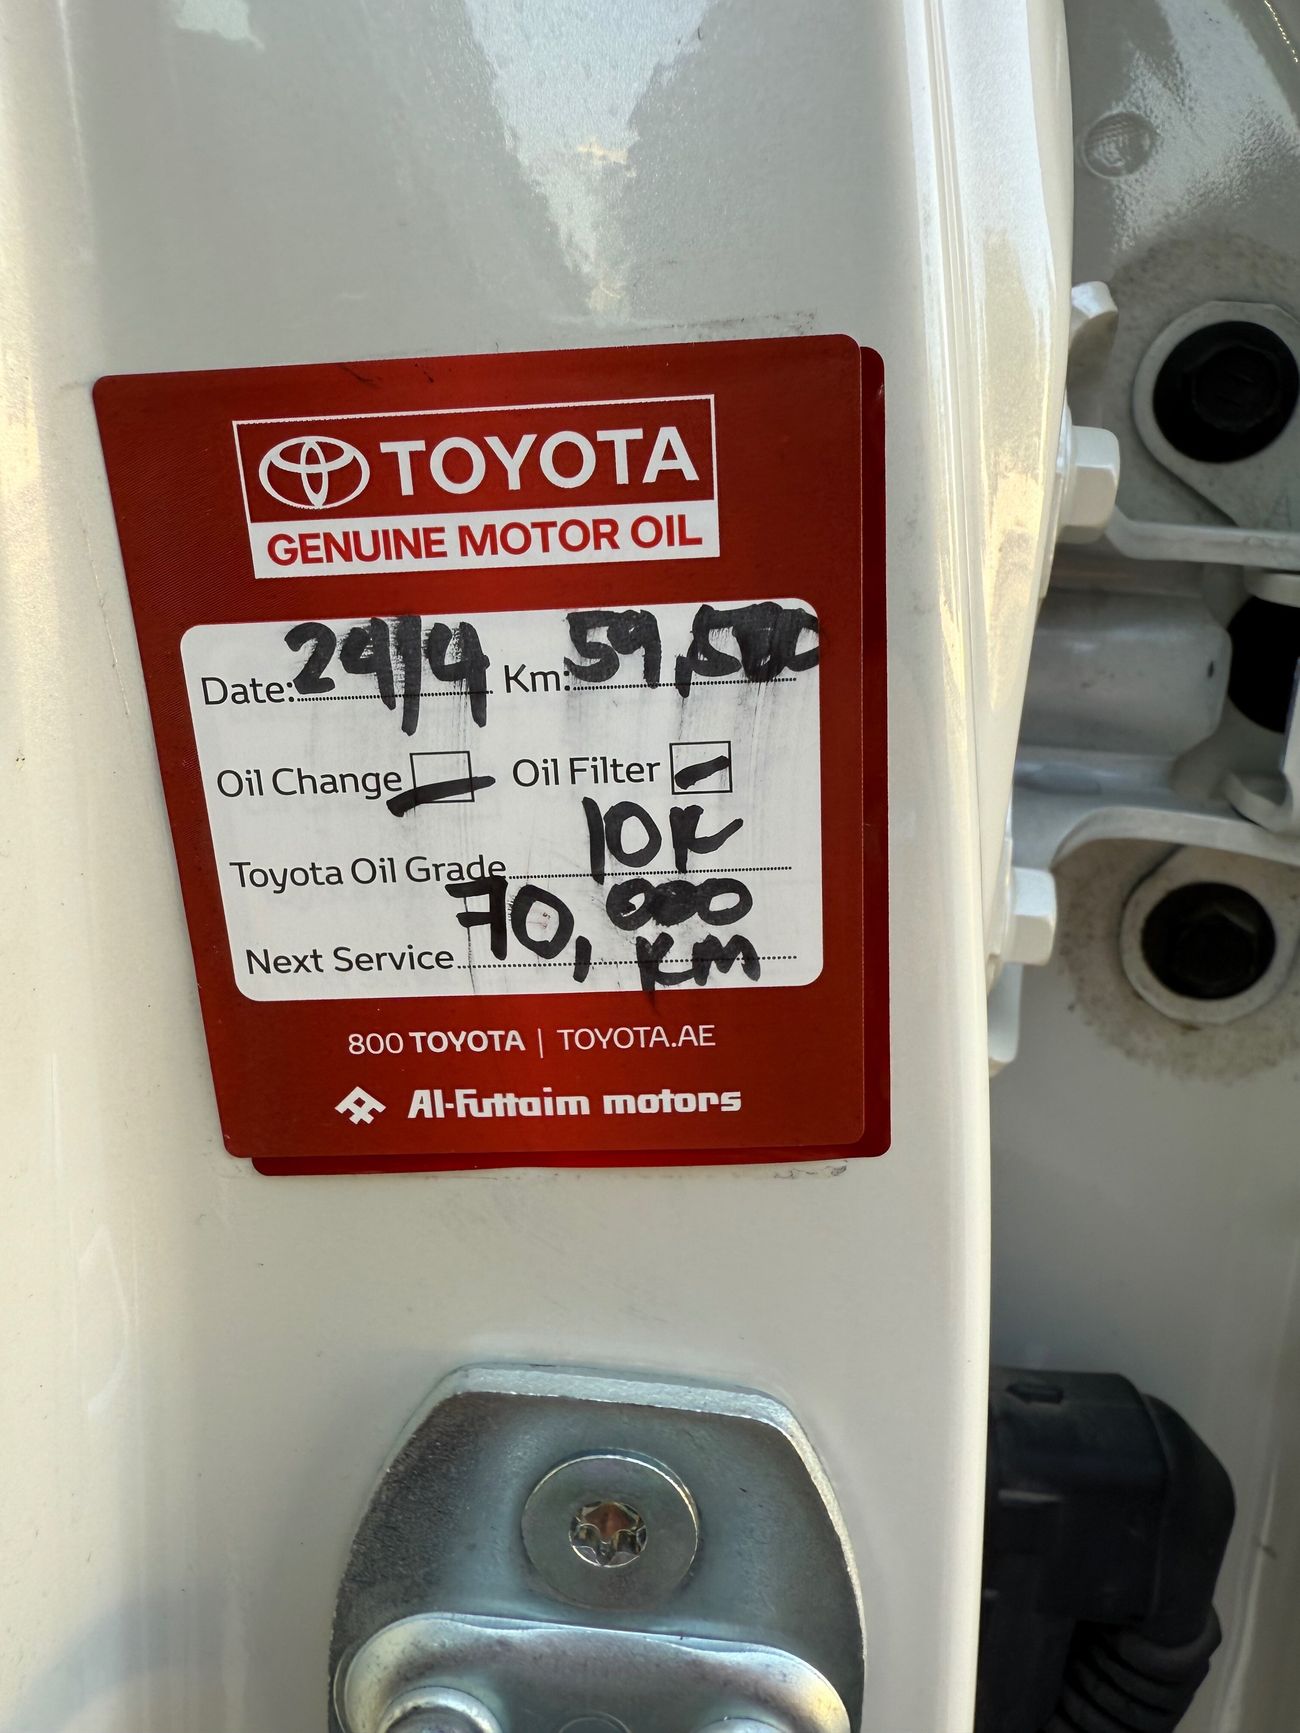 TOYOTA
GENUINE MOTOR OIL
Date: 29/4 Km: 59,500
Oil Change Oil Filter
10K
Toyota Oil Grade
70,000
Next Service KM
800 TOYOTA | TOYOTA.AE
Al-Futtaim motors